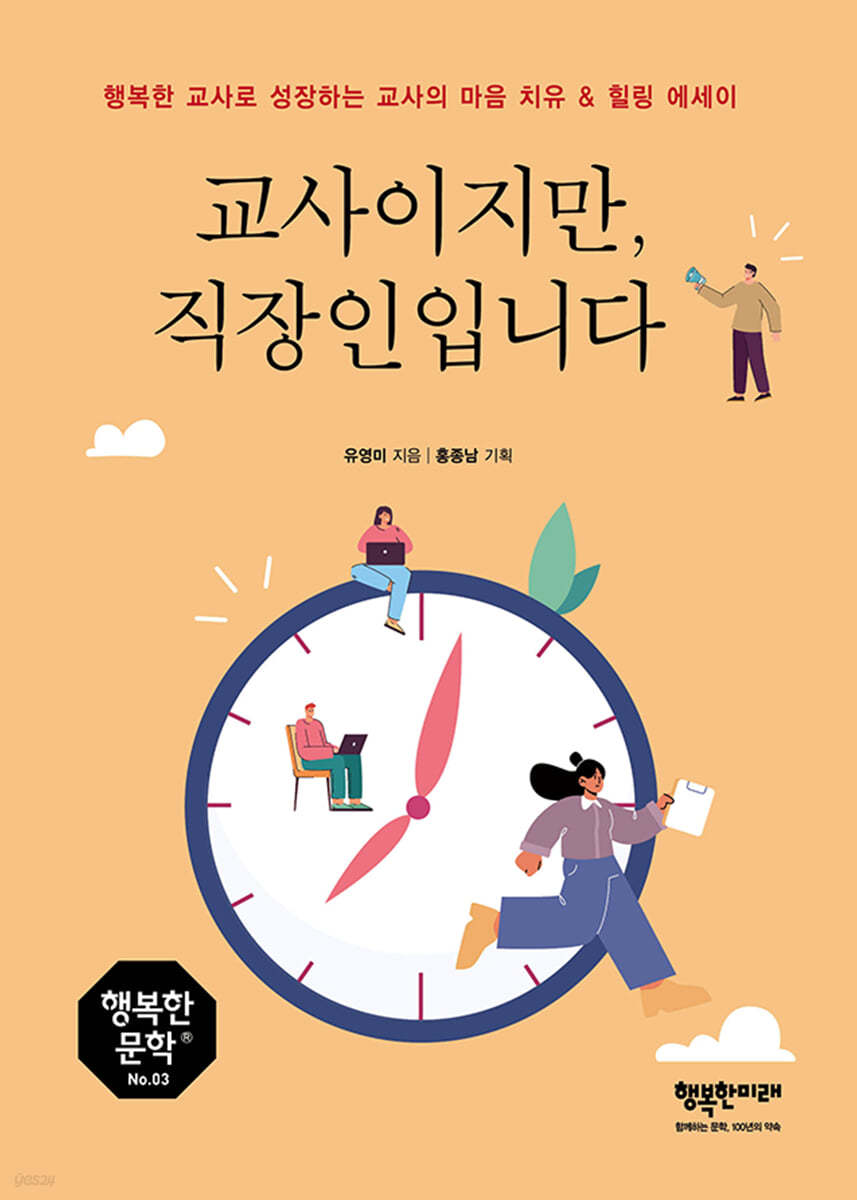 행복한 교사로 성장하는 교사의 마음 치유 & 힐링 에세이
교사이지만,
직장인입니다
유영미 지음 | 홍종남 기획
행복한
문학®
No.03
행복한미래
함께하는 문학, 100년의 약속
yes24